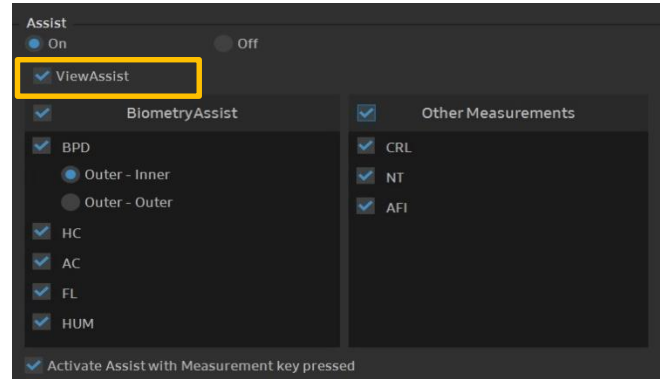 Assist
On Off
ViewAssist
BiometryAssist Other Measurements
BPD CRL
Outer - Inner NT
Outer - Outer AFI
HC
AC
FL
HUM
Activate Assist with Measurement key pressed